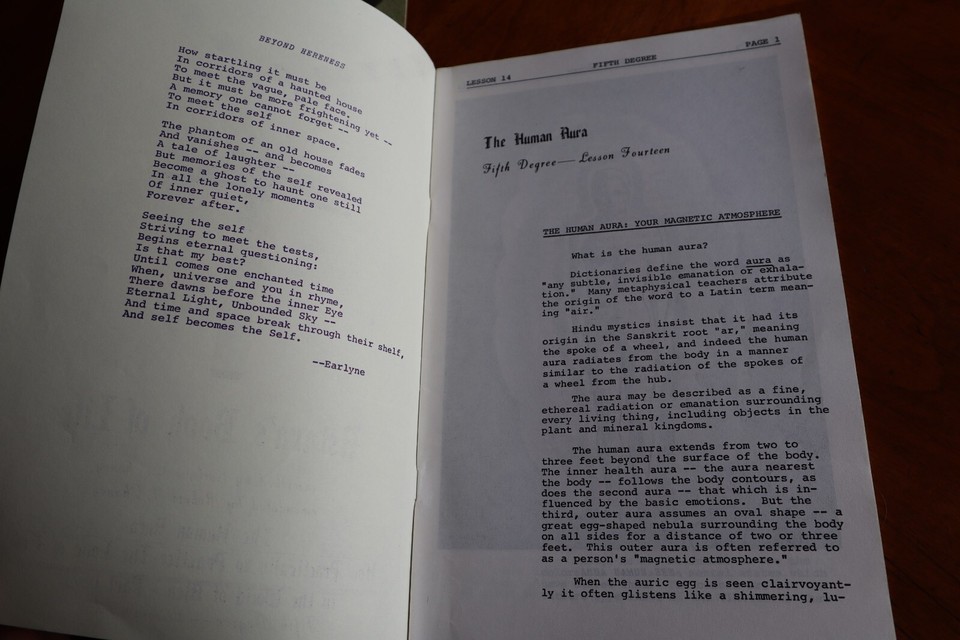 BEYOND HERENESS
How startling it must be
In corridors of a haunted house
To meet the vague, pale face.
But it must be more frightening yet --
A memory one cannot forget --
To meet the self
In corridors of inner space.
The phantom of an old house fades
And vanishes -- and becomes
A tale of laughter --
But memories of the self revealed
Become a ghost to haunt one still
In all the lonely moments
Of inner quiet,
Forever after.
Seeing the self
Striving to meet the tests,
Begins eternal questioning:
Is that my best?
Until comes one enchanted time
When, universe and you in rhyme,
There dawns before the inner Eye
Eternal Light, Unbounded Sky --
And time and space break through their shelf,
And self becomes the Self.
--Earlyne
LESSON 14 FIFTH DEGREE PAGE 1
The Human Aura
Fifth Degree — Lesson Fourteen
THE HUMAN AURA: YOUR MAGNETIC ATMOSPHERE
What is the human aura?
Dictionaries define the word aura as
"any subtle, invisible emanation or exhala-
tion." Many metaphysical teachers attribute
the origin of the word to a Latin term mean-
ing "air."
Hindu mystics insist that it had its
origin in the Sanskrit root "ar," meaning
the spoke of a wheel, and indeed the human
aura radiates from the body in a manner
similar to the radiation of the spokes of
a wheel from the hub.
The aura may be described as a fine,
ethereal radiation or emanation surrounding
every living thing, including objects in the
plant and mineral kingdoms.
The human aura extends from two to
three feet beyond the surface of the body.
The inner health aura -- the aura nearest
the body -- follows the body contours, as
does the second aura -- that which is in-
fluenced by the basic emotions. But the
third, outer aura assumes an oval shape -- a
great egg-shaped nebula surrounding the body
on all sides for a distance of two or three
feet. This outer aura is often referred to
as a person's "magnetic atmosphere."
When the auric egg is seen clairvoyant-
ly it often glistens like a shimmering, lu-